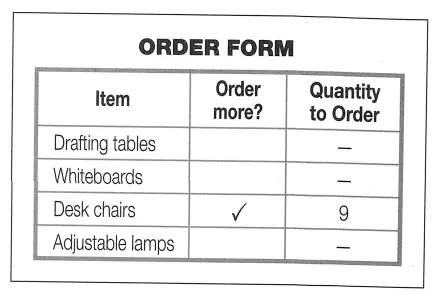 ORDER FORM
Item Order more? Quantity to Order
Drafting tables –
Whiteboards –
Desk chairs ✓ 9
Adjustable lamps –